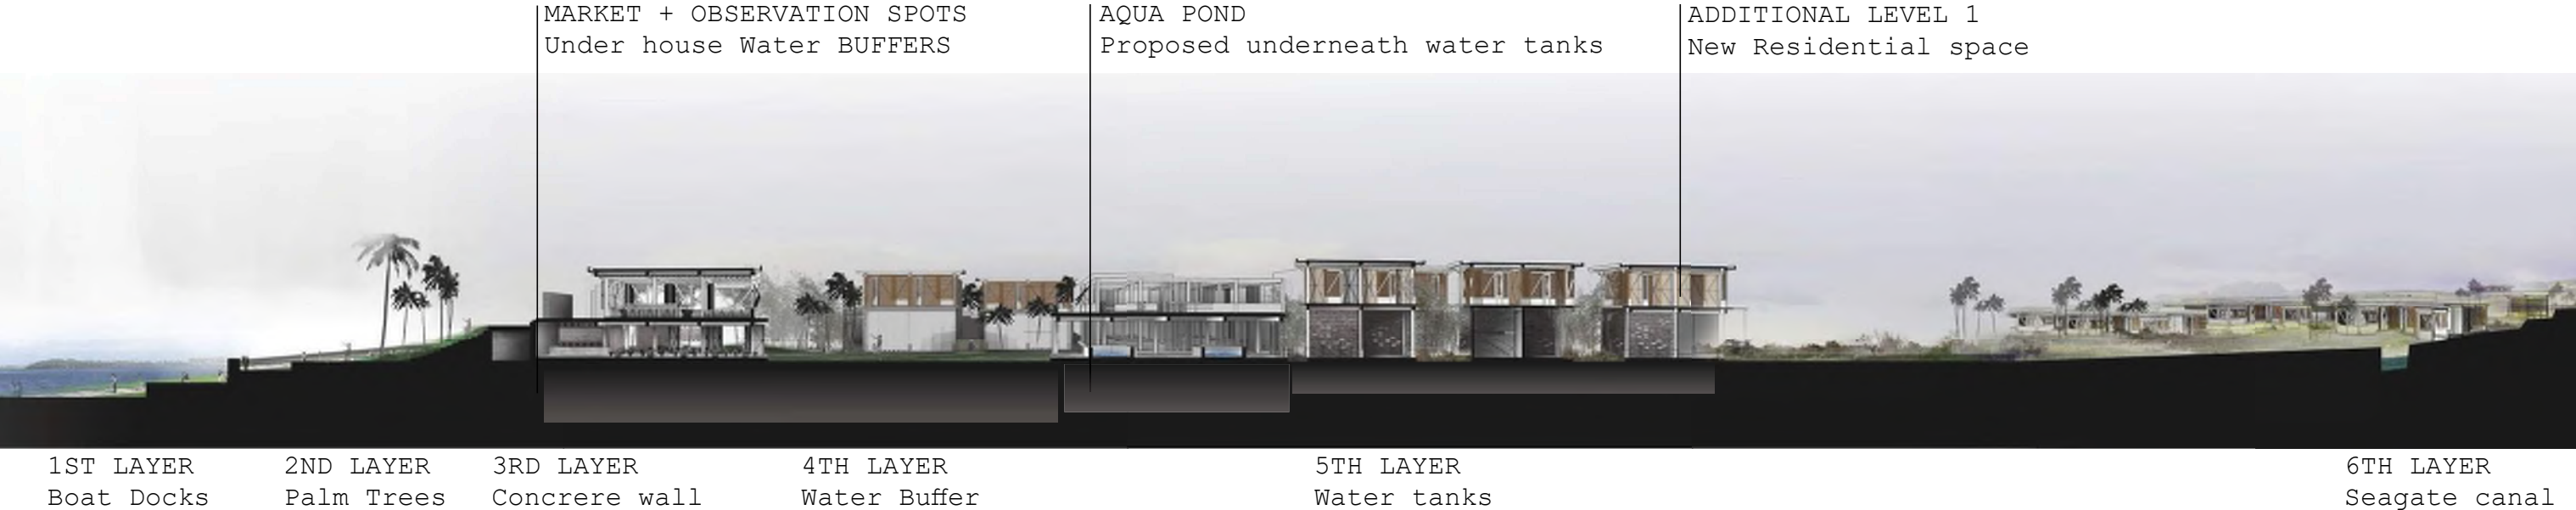 MARKET + OBSERVATION SPOTS
Under house Water BUFFERS
AQUA POND
Proposed underneath water tanks
ADDITIONAL LEVEL 1
New Residential space
1ST LAYER
Boat Docks
2ND LAYER
Palm Trees
3RD LAYER
Concrere wall
4TH LAYER
Water Buffer
5TH LAYER
Water tanks
6TH LAYER
Seagate canal